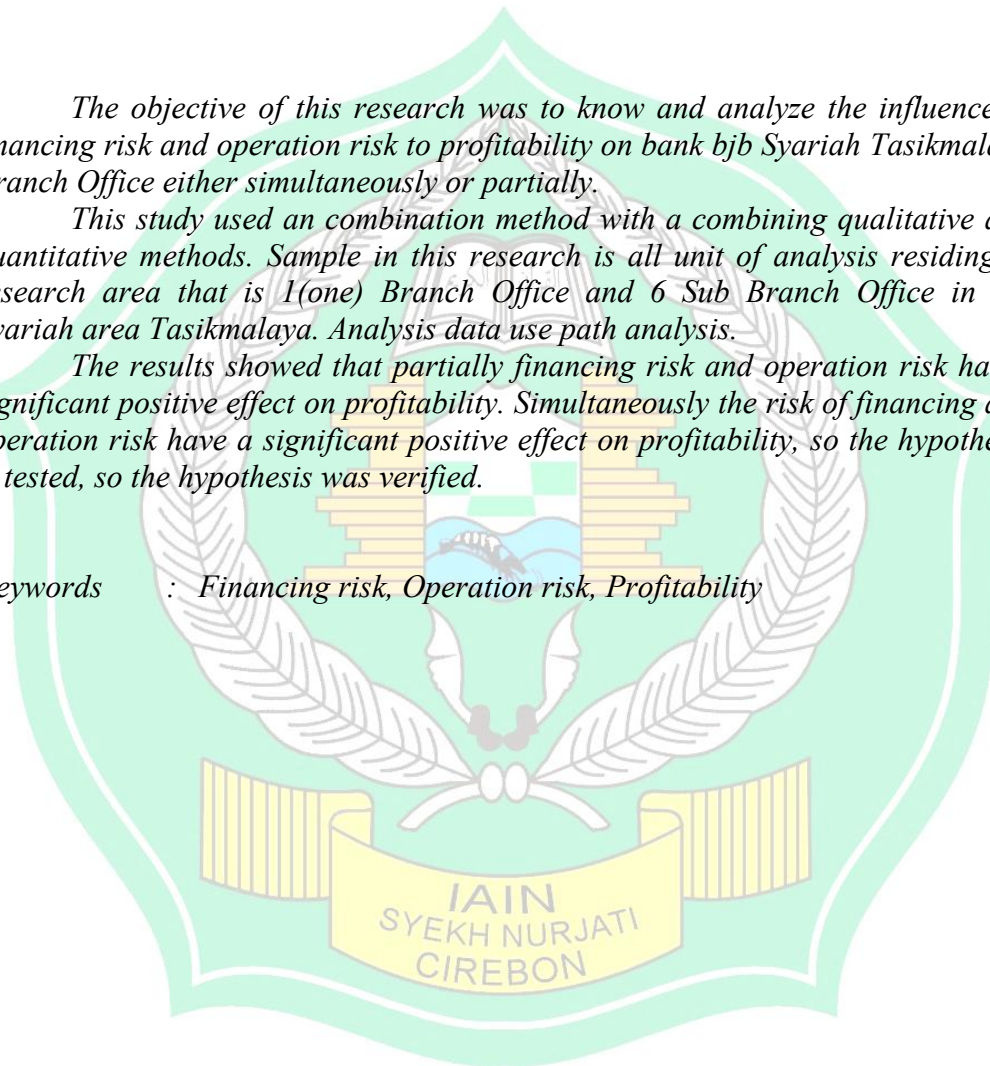 The objective of this research was to know and analyze the influence
nancing risk and operation risk to profitability on bank bjb Syariah Tasikmala
ranch Office either simultaneously or partially.
This study used an combination method with a combining qualitative a
uantitative methods. Sample in this research is all unit of analysis residing
search area that is 1(one) Branch Office and 6 Sub Branch Office in
variah area Tasikmalaya. Analysis data use path analysis.
The results showed that partially financing risk and operation risk ha
gnificant positive effect on profitability. Simultaneously the risk of financing a
peration risk have a significant positive effect on profitability, so the hypothe
tested, so the hypothesis was verified.
eywords : Financing risk, Operation risk, Profitability
IAIN
SYEKH NURJATI
CIREBON